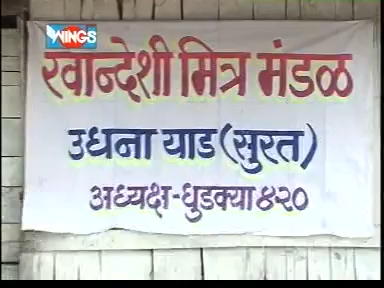 WINGS
खान्देशी मित्र मंडळ
उधना याड (सुरत)
अध्यक्ष-धुडक्या ४२०